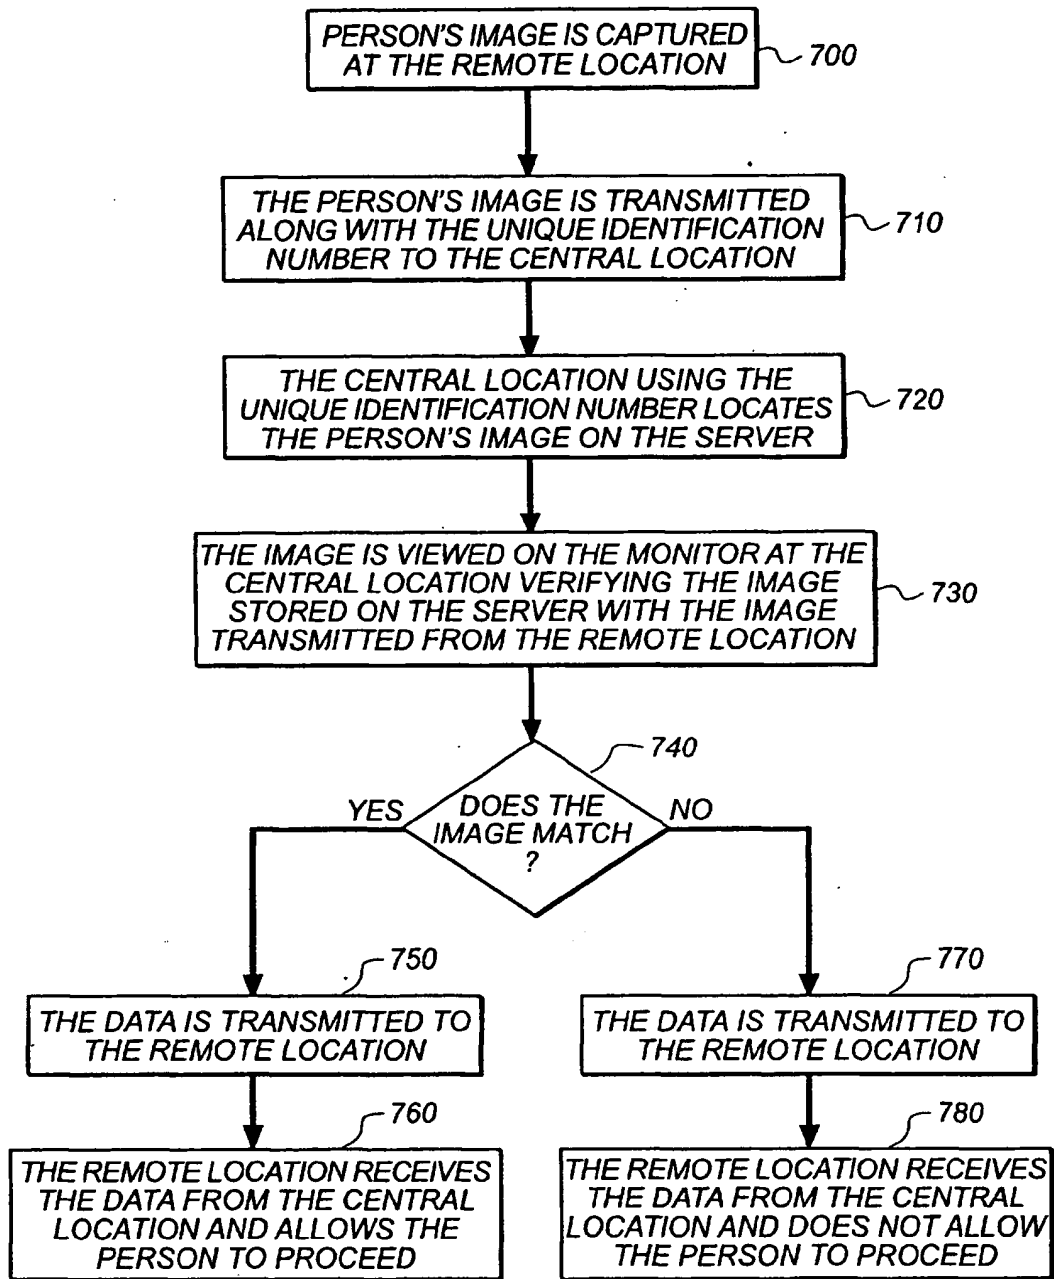 PERSON'S IMAGE IS CAPTURED
AT THE REMOTE LOCATION
700
THE PERSON'S IMAGE IS TRANSMITTED
ALONG WITH THE UNIQUE IDENTIFICATION
NUMBER TO THE CENTRAL LOCATION
710
THE CENTRAL LOCATION USING THE
UNIQUE IDENTIFICATION NUMBER LOCATES
THE PERSON'S IMAGE ON THE SERVER
720
THE IMAGE IS VIEWED ON THE MONITOR AT THE
CENTRAL LOCATION VERIFYING THE IMAGE
STORED ON THE SERVER WITH THE IMAGE
TRANSMITTED FROM THE REMOTE LOCATION
730
740
YES
DOES THE
IMAGE MATCH
?
NO
750
THE DATA IS TRANSMITTED TO
THE REMOTE LOCATION
770
THE DATA IS TRANSMITTED TO
THE REMOTE LOCATION
760
THE REMOTE LOCATION RECEIVES
THE DATA FROM THE CENTRAL
LOCATION AND ALLOWS THE
PERSON TO PROCEED
780
THE REMOTE LOCATION RECEIVES
THE DATA FROM THE CENTRAL
LOCATION AND DOES NOT ALLOW
THE PERSON TO PROCEED